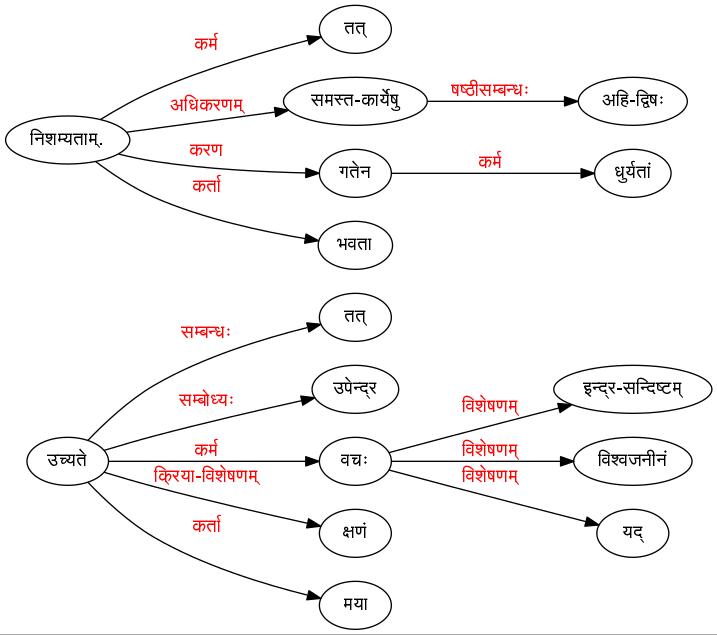 तत्
कर्म
अधिकरणम्
समस्त-कार्येषु
षष्ठीसम्बन्धः
अहि-द्विषः
निशम्यताम्.
करण
गतेन
कर्म
धुर्यतां
कर्ता
भवता
तत्
सम्बन्धः
उपेन्द्र
सम्बोध्यः
इन्द्र-सन्दिष्टम्
विशेषणम्
उच्यते
कर्म
वचः
विशेषणम्
विश्वजनीनं
क्रिया-विशेषणम्
विशेषणम्
क्षणं
यद्
कर्ता
मया